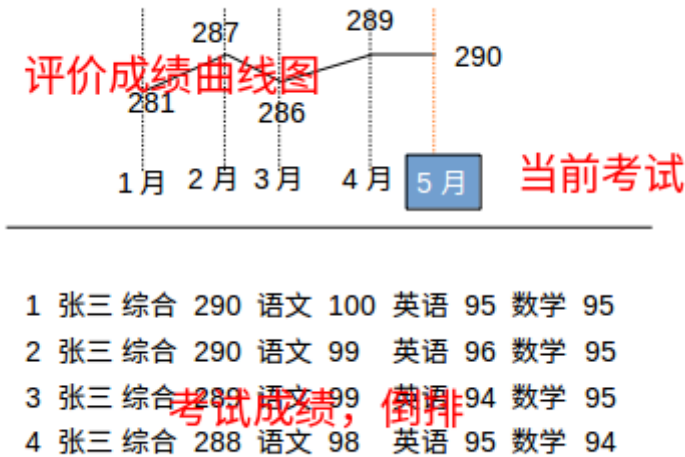 287
289
290
评价成绩曲线图
281
286
1月 2月 3月 4月 5月
当前考试
1 张三 综合 290 语文 100 英语 95 数学 95
2 张三 综合 290 语文 99 英语 96 数学 95
3 张三 综合 289 语文 99 英语 94 数学 95
考试成绩，倒排
4 张三 综合 288 语文 98 英语 95 数学 94